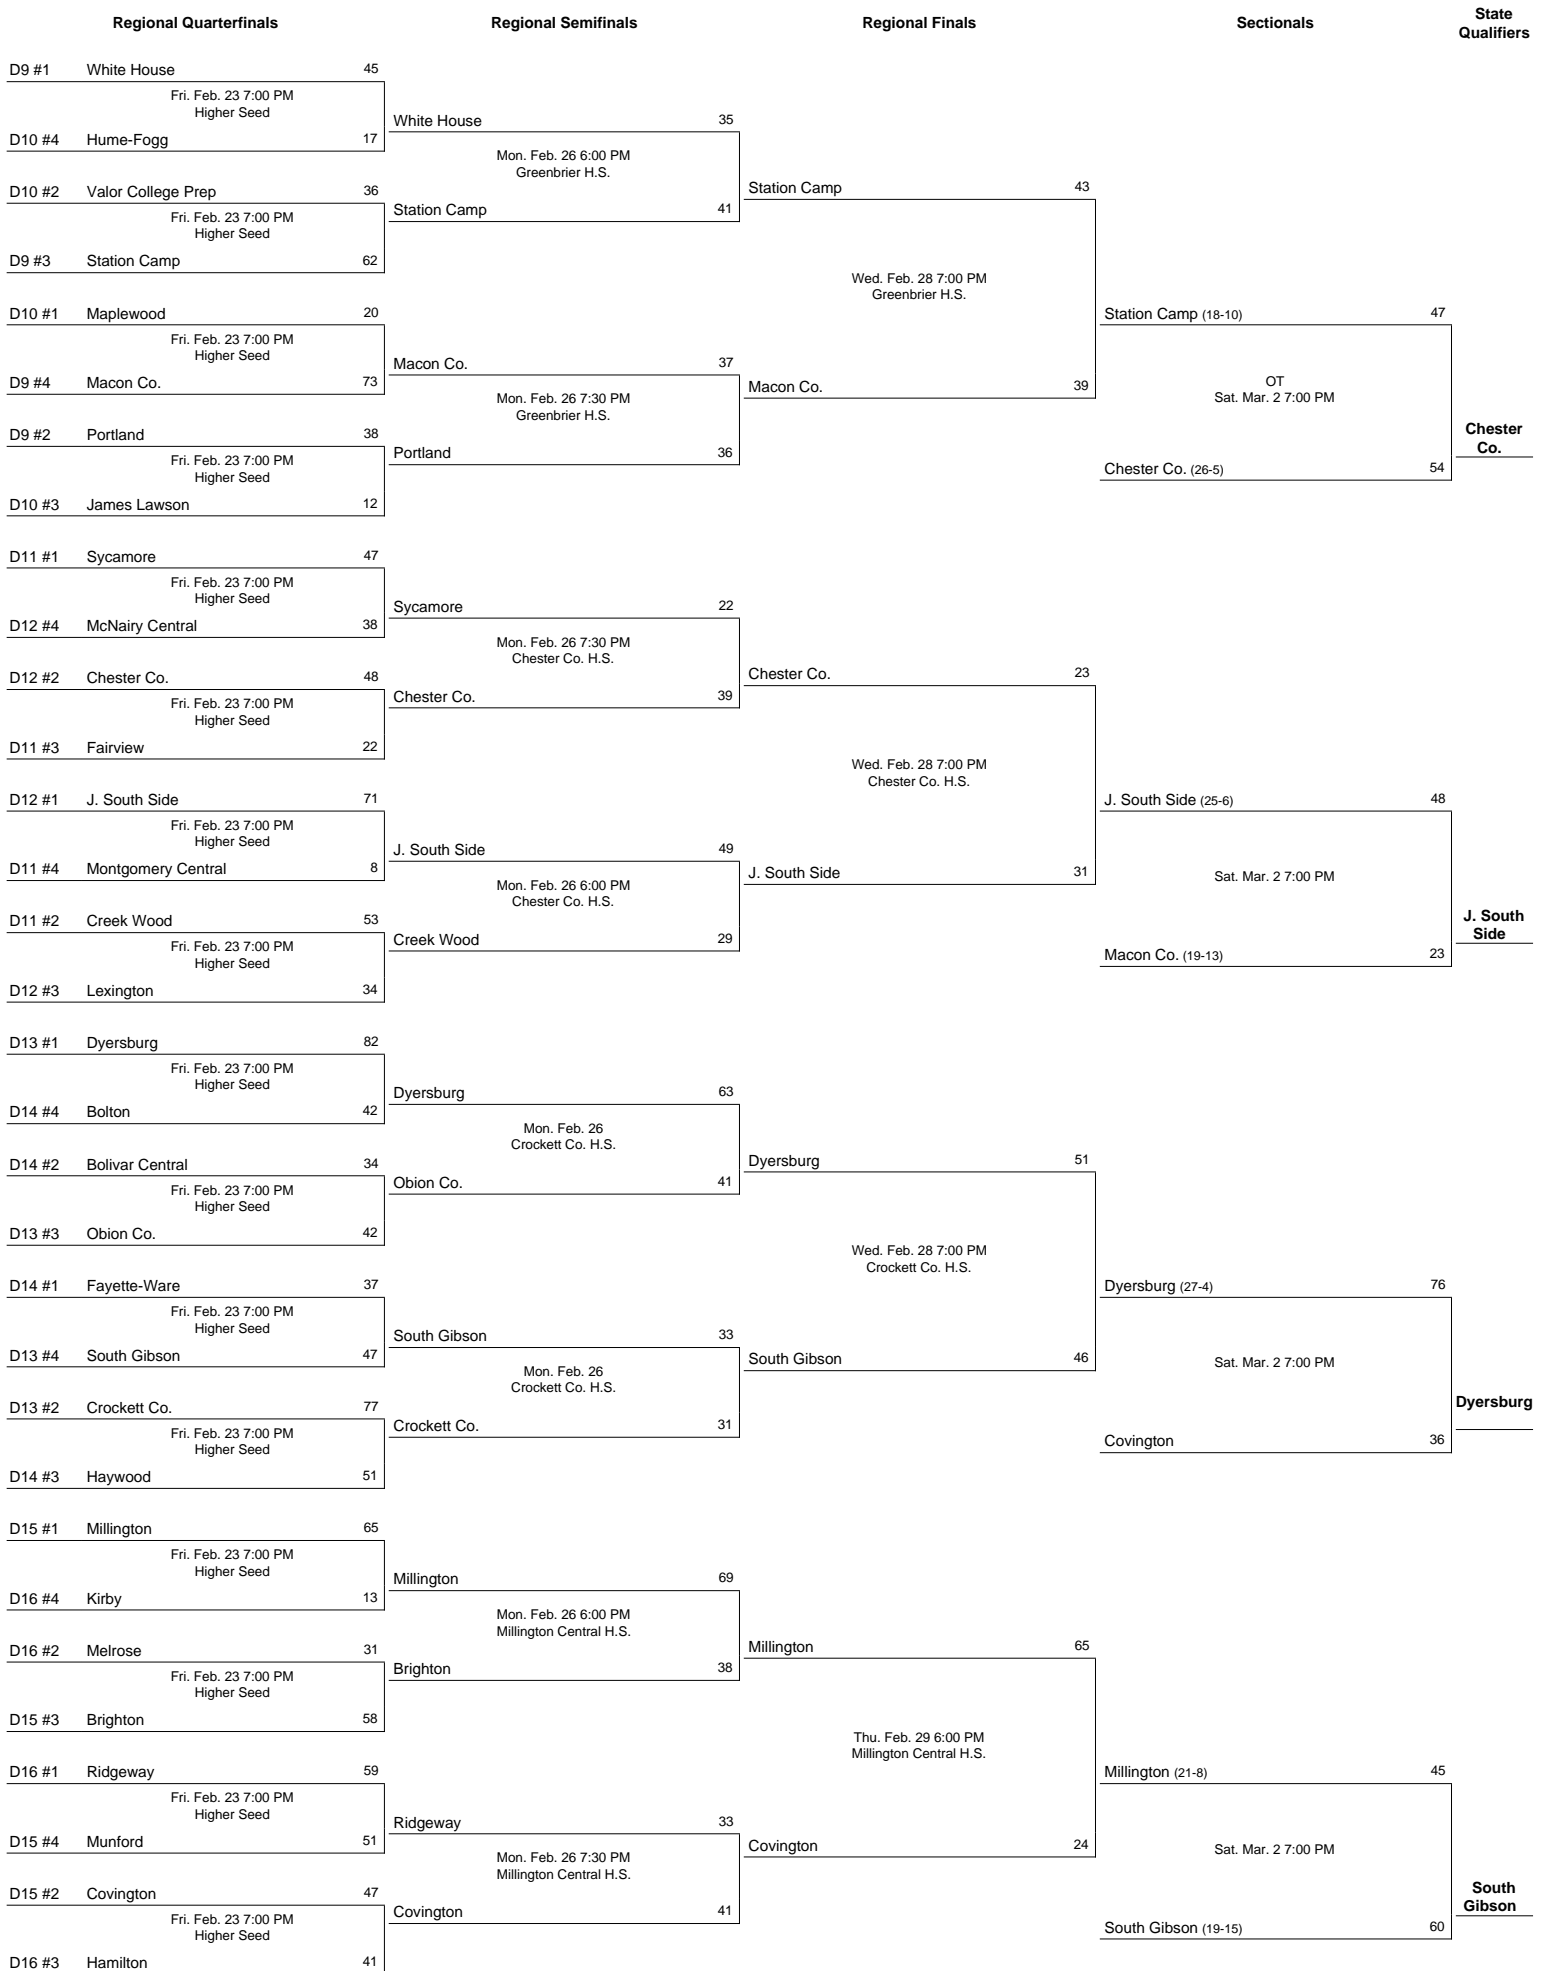 Regional Quarterfinals
Regional Semifinals
Regional Finals
Sectionals
State
Qualifiers
D9 #1 White House 45
Fri. Feb. 23 7:00 PM
Higher Seed
D10 #4 Hume-Fogg 17
D10 #2 Valor College Prep 36
Fri. Feb. 23 7:00 PM
Higher Seed
D9 #3 Station Camp 62
D10 #1 Maplewood 20
Fri. Feb. 23 7:00 PM
Higher Seed
D9 #4 Macon Co. 73
D9 #2 Portland 38
Fri. Feb. 23 7:00 PM
Higher Seed
D10 #3 James Lawson 12
D11 #1 Sycamore 47
Fri. Feb. 23 7:00 PM
Higher Seed
D12 #4 McNairy Central 38
D12 #2 Chester Co. 48
Fri. Feb. 23 7:00 PM
Higher Seed
D11 #3 Fairview 22
D12 #1 J. South Side 71
Fri. Feb. 23 7:00 PM
Higher Seed
D11 #4 Montgomery Central 8
D11 #2 Creek Wood 53
Fri. Feb. 23 7:00 PM
Higher Seed
D12 #3 Lexington 34
D13 #1 Dyersburg 82
Fri. Feb. 23 7:00 PM
Higher Seed
D14 #4 Bolton 42
D14 #2 Bolivar Central 34
Fri. Feb. 23 7:00 PM
Higher Seed
D13 #3 Obion Co. 42
D14 #1 Fayette-Ware 37
Fri. Feb. 23 7:00 PM
Higher Seed
D13 #4 South Gibson 47
D13 #2 Crockett Co. 77
Fri. Feb. 23 7:00 PM
Higher Seed
D14 #3 Haywood 51
D15 #1 Millington 65
Fri. Feb. 23 7:00 PM
Higher Seed
D16 #4 Kirby 13
D16 #2 Melrose 31
Fri. Feb. 23 7:00 PM
Higher Seed
D15 #3 Brighton 58
D16 #1 Ridgeway 59
Fri. Feb. 23 7:00 PM
Higher Seed
D15 #4 Munford 51
D15 #2 Covington 47
Fri. Feb. 23 7:00 PM
Higher Seed
D16 #3 Hamilton 41
White House 35
Mon. Feb. 26 6:00 PM
Greenbrier H.S.
Station Camp 41
Macon Co. 37
Mon. Feb. 26 7:30 PM
Greenbrier H.S.
Portland 36
Sycamore 22
Mon. Feb. 26 7:30 PM
Chester Co. H.S.
Chester Co. 39
J. South Side 49
Mon. Feb. 26 6:00 PM
Chester Co. H.S.
Creek Wood 29
Dyersburg 63
Mon. Feb. 26
Crockett Co. H.S.
Obion Co. 41
South Gibson 33
Mon. Feb. 26
Crockett Co. H.S.
Crockett Co. 31
Millington 69
Mon. Feb. 26 6:00 PM
Millington Central H.S.
Brighton 38
Ridgeway 33
Mon. Feb. 26 7:30 PM
Millington Central H.S.
Covington 41
Station Camp 43
Wed. Feb. 28 7:00 PM
Greenbrier H.S.
Macon Co. 39
Chester Co. 23
Wed. Feb. 28 7:00 PM
Chester Co. H.S.
J. South Side 31
Dyersburg 51
Wed. Feb. 28 7:00 PM
Crockett Co. H.S.
South Gibson 46
Millington 65
Thu. Feb. 29 6:00 PM
Millington Central H.S.
Covington 24
Station Camp (18-10) 47
OT
Sat. Mar. 2 7:00 PM
Chester Co. (26-5) 54
J. South Side (25-6) 48
Sat. Mar. 2 7:00 PM
Macon Co. (19-13) 23
Dyersburg (27-4) 76
Sat. Mar. 2 7:00 PM
Covington 36
Millington (21-8) 45
Sat. Mar. 2 7:00 PM
South Gibson (19-15) 60
Chester
Co.
J. South
Side
Dyersburg
South
Gibson